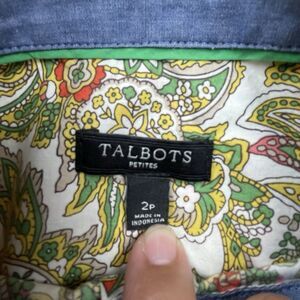 TALBOTS
PETITES
2P
MADE IN
INDONESIA